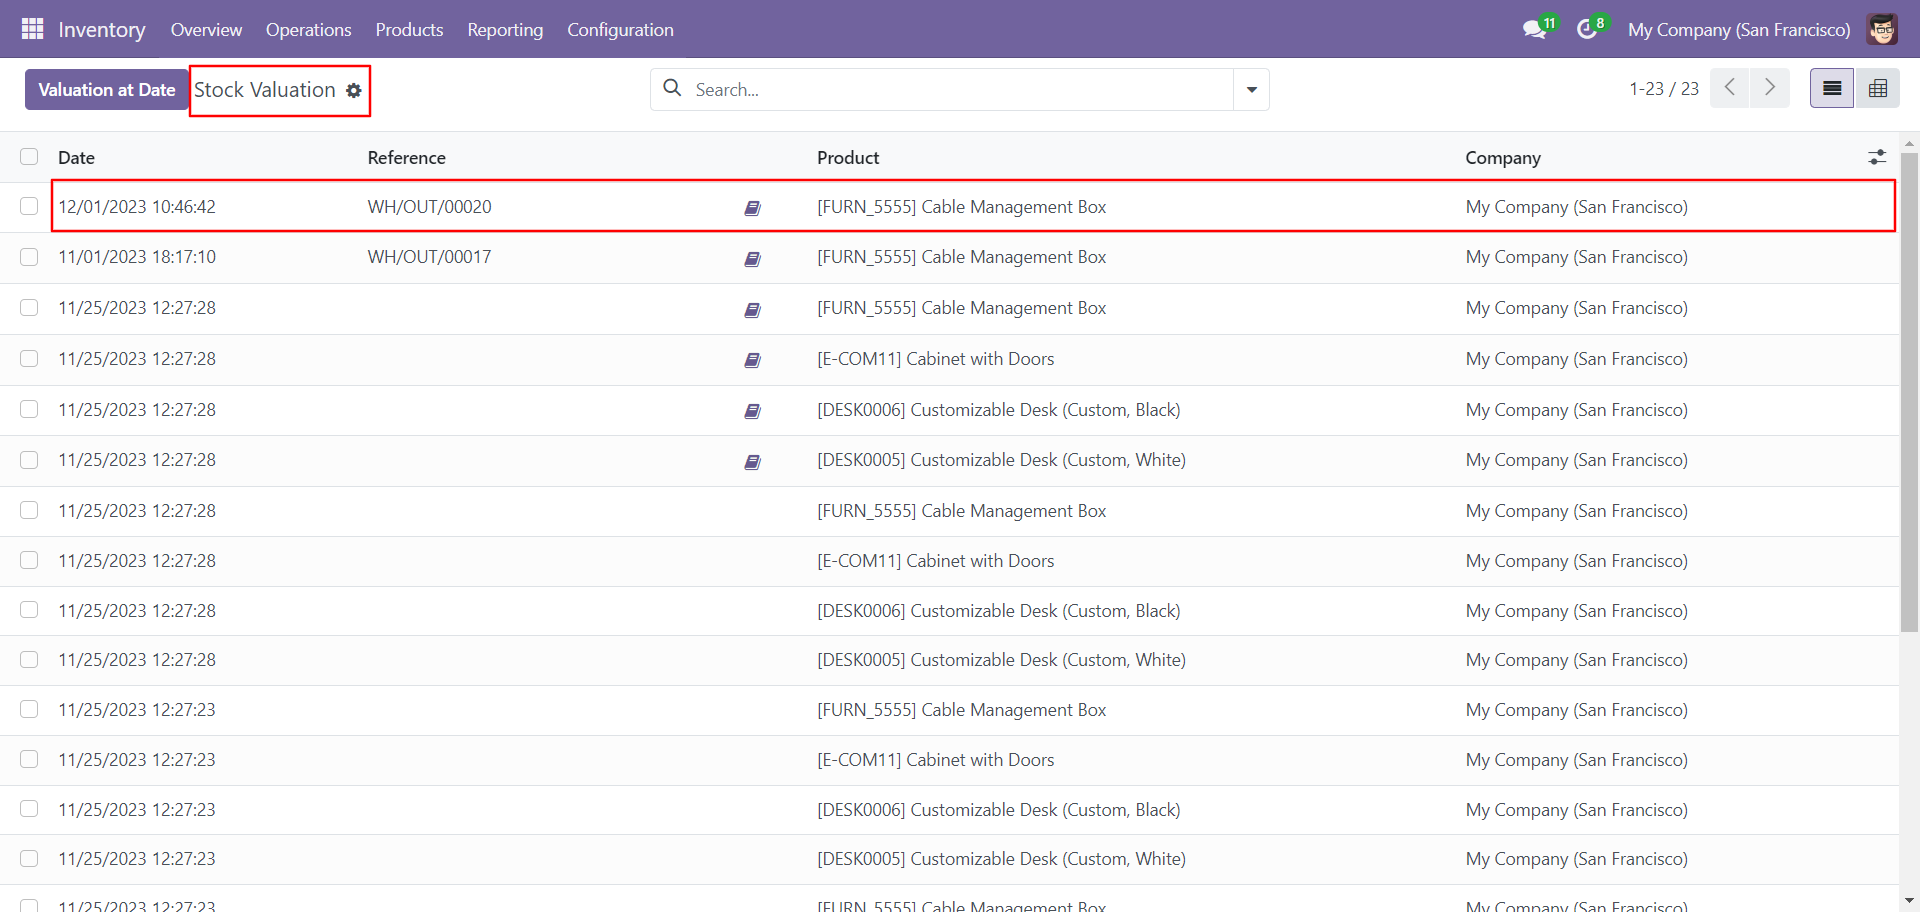 Inventory Overview Operations Products Reporting Configuration 11 8 My Company (San Francisco)
Valuation at Date Stock Valuation Search... 1-23 / 23
Date Reference Product Company
12/01/2023 10:46:42 WH/OUT/00020 [FURN_5555] Cable Management Box My Company (San Francisco)
11/01/2023 18:17:10 WH/OUT/00017 [FURN_5555] Cable Management Box My Company (San Francisco)
11/25/2023 12:27:28 [FURN_5555] Cable Management Box My Company (San Francisco)
11/25/2023 12:27:28 [E-COM11] Cabinet with Doors My Company (San Francisco)
11/25/2023 12:27:28 [DESK0006] Customizable Desk (Custom, Black) My Company (San Francisco)
11/25/2023 12:27:28 [DESK0005] Customizable Desk (Custom, White) My Company (San Francisco)
11/25/2023 12:27:28 [FURN_5555] Cable Management Box My Company (San Francisco)
11/25/2023 12:27:28 [E-COM11] Cabinet with Doors My Company (San Francisco)
11/25/2023 12:27:28 [DESK0006] Customizable Desk (Custom, Black) My Company (San Francisco)
11/25/2023 12:27:28 [DESK0005] Customizable Desk (Custom, White) My Company (San Francisco)
11/25/2023 12:27:23 [FURN_5555] Cable Management Box My Company (San Francisco)
11/25/2023 12:27:23 [E-COM11] Cabinet with Doors My Company (San Francisco)
11/25/2023 12:27:23 [DESK0006] Customizable Desk (Custom, Black) My Company (San Francisco)
11/25/2023 12:27:23 [DESK0005] Customizable Desk (Custom, White) My Company (San Francisco)
11/25/2023 12:27:23 [FURN_5555] Cable Management Box My Company (San Francisco)